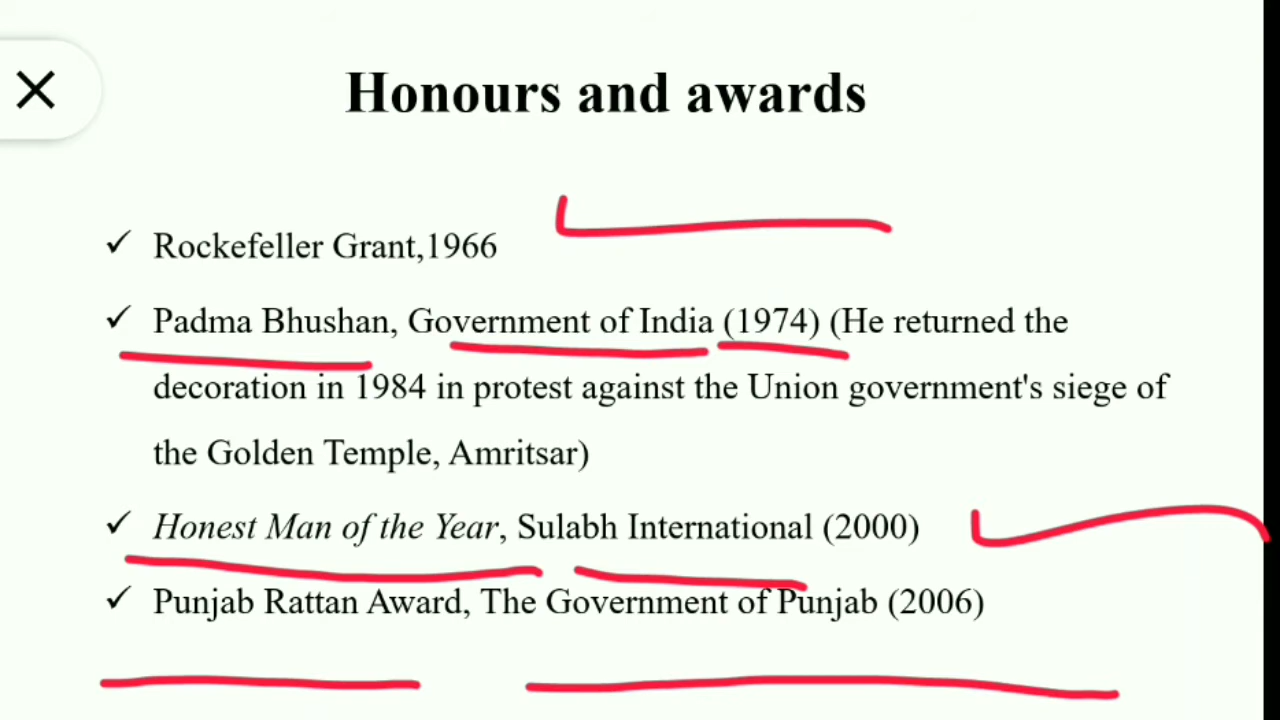 Honours and awards
✓ Rockefeller Grant,1966
✓ Padma Bhushan, Government of India (1974) (He returned the
decoration in 1984 in protest against the Union government's siege of
the Golden Temple, Amritsar)
✓ Honest Man of the Year, Sulabh International (2000)
✓ Punjab Rattan Award, The Government of Punjab (2006)